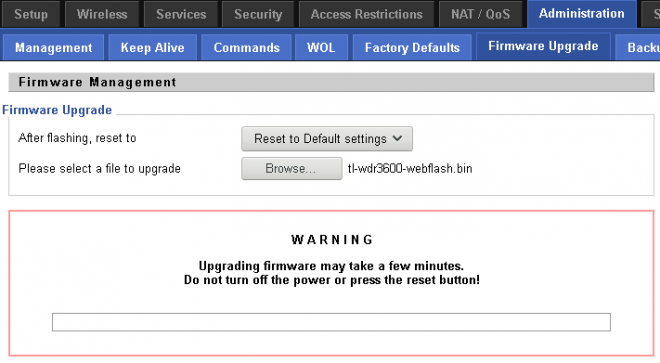 Setup Wireless Services Security Access Restrictions NAT / QoS Administration S
Management Keep Alive Commands WOL Factory Defaults Firmware Upgrade Backu
Firmware Management
Firmware Upgrade
After flashing, reset to Reset to Default settings
Please select a file to upgrade Browse... tl-wdr3600-webflash.bin
WARNING
Upgrading firmware may take a few minutes.
Do not turn off the power or press the reset button!